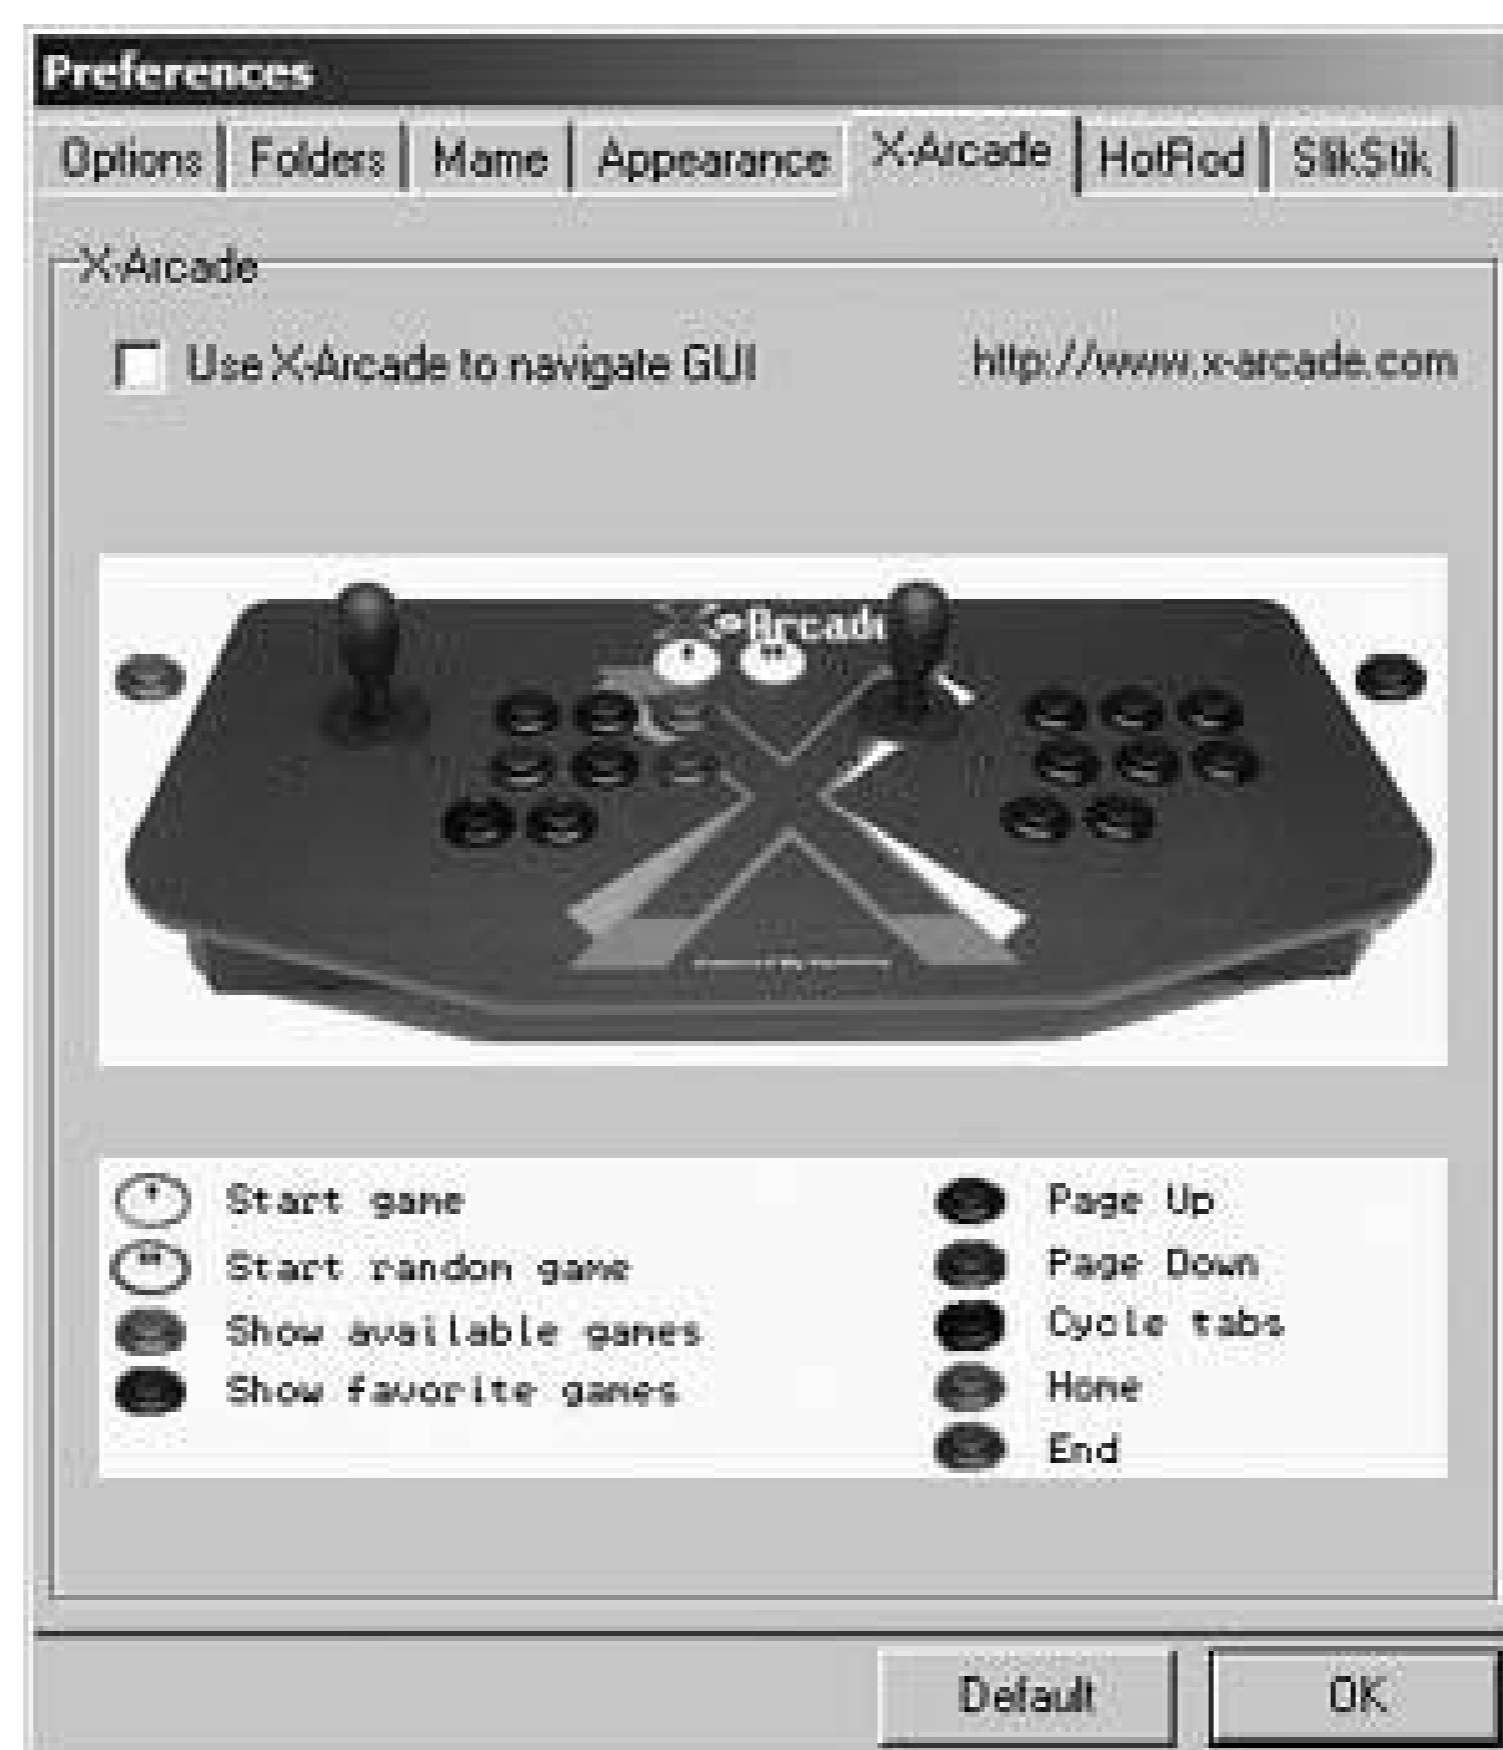 Preferences
Options Folders Mame Appearance X-Arcade HotRod SlikStik
X-Arcade
Use X-Arcade to navigate GUI http://www.x-arcade.com
X-Arcade
Start game Page Up
Start random game Page Down
Show available games Cycle tabs
Show favorite games Home
End
Default OK